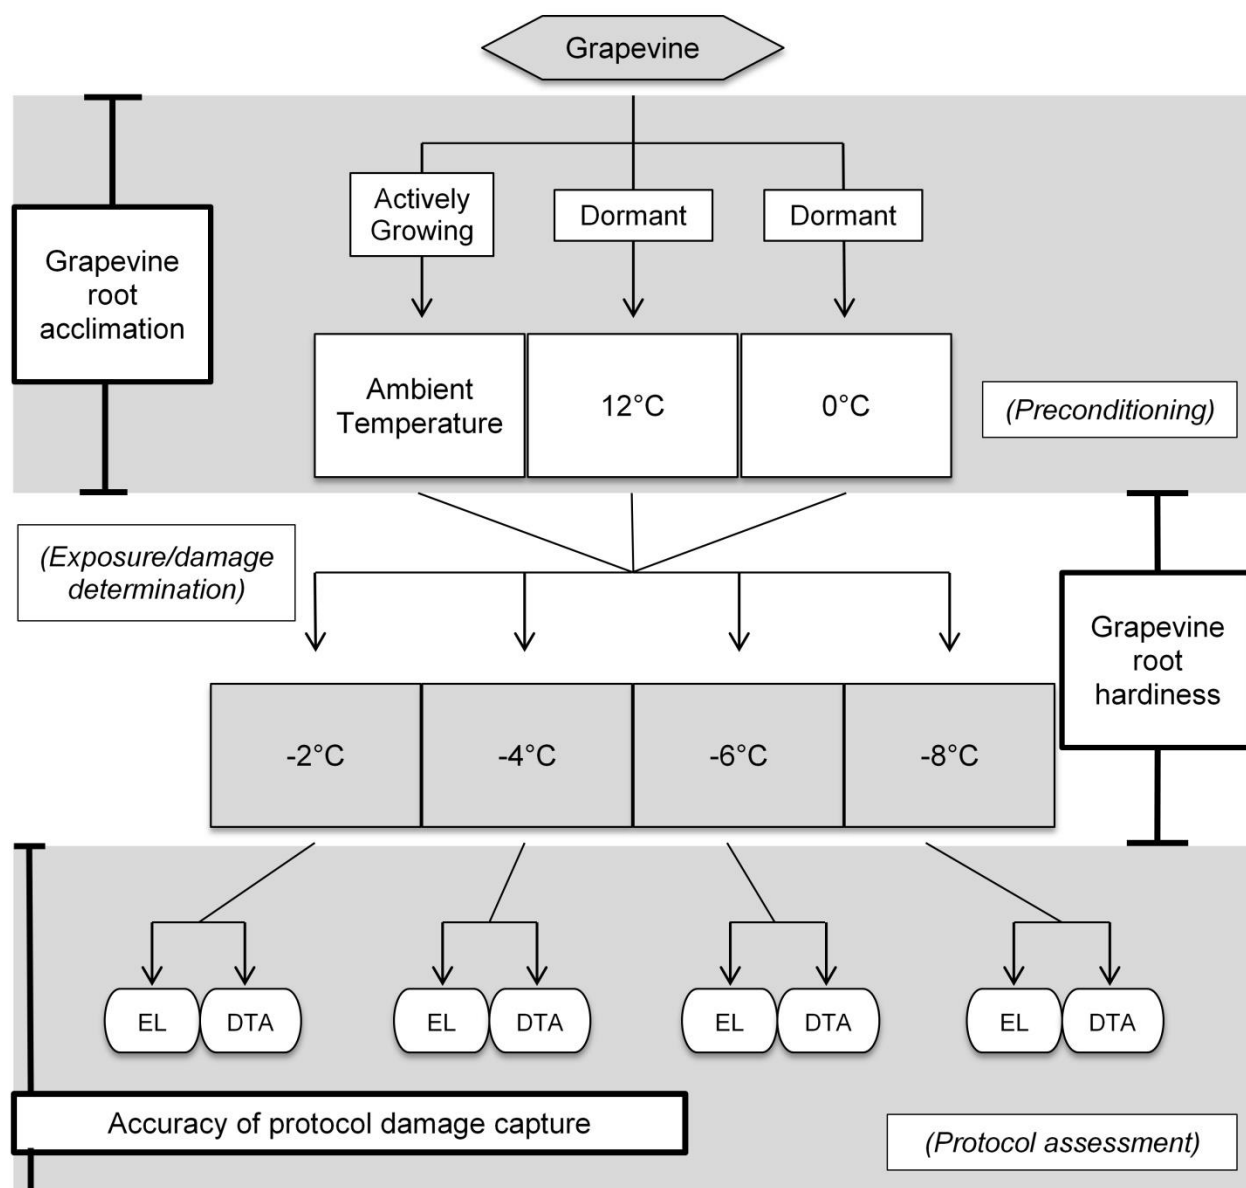 Grapevine
Actively
Growing
Dormant
Dormant
Grapevine
root
acclimation
Ambient
Temperature
12°C
0°C
(Preconditioning)
(Exposure/damage
determination)
Grapevine
root
hardiness
-2°C
-4°C
-6°C
-8°C
EL
DTA
EL
DTA
EL
DTA
EL
DTA
Accuracy of protocol damage capture
(Protocol assessment)